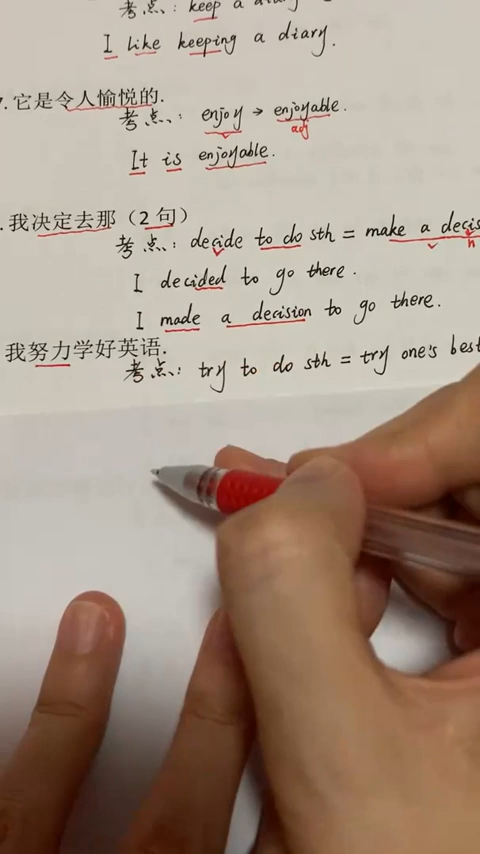 考点: keep a diary
I like keeping a diary.
.它是令人愉悦的.
考点: enjoy → enjoyable.
adj
It is enjoyable.
.我决定去那（2 句）
考点: decide to do sth = make a decis
n
I decided to go there.
I made a decision to go there.
我努力学好英语.
考点: try to do sth = try one's best